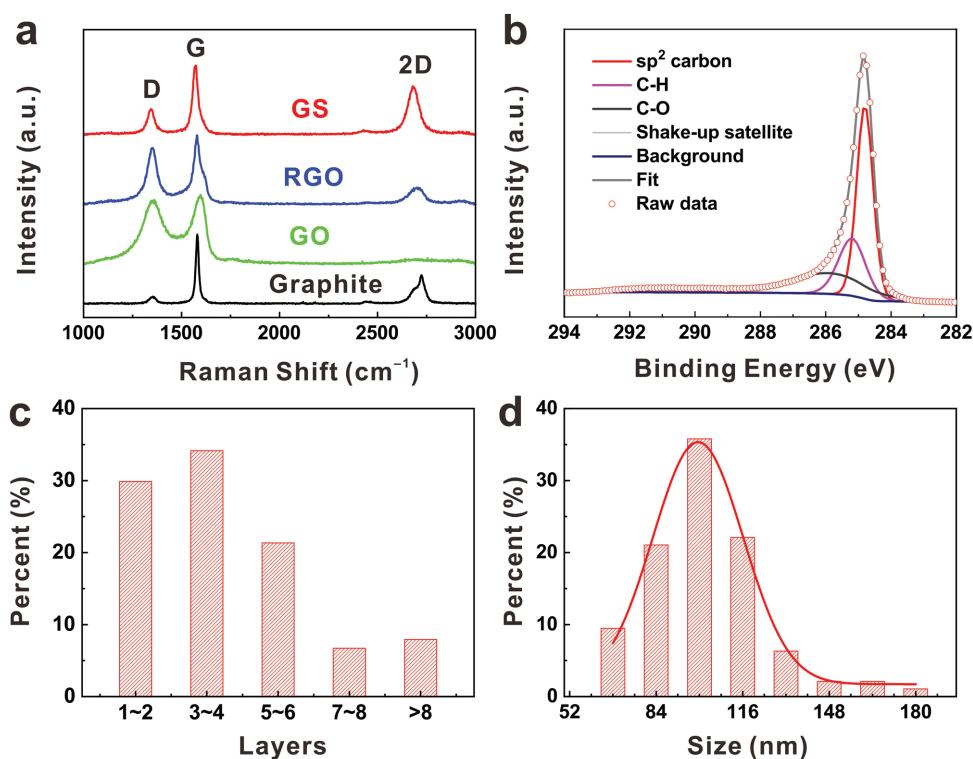 a
D
G
2D
GS
RGO
GO
Graphite
Intensity (a.u.)
1000 1500 2000 2500 3000
Raman Shift (cm⁻¹)
b
sp² carbon
C-H
C-O
Shake-up satellite
Background
Fit
Raw data
Intensity (a.u.)
294 292 290 288 286 284 282
Binding Energy (eV)
c
Percent (%)
40
30
20
10
0
1~2 3~4 5~6 7~8 >8
Layers
d
Percent (%)
40
30
20
10
0
52 84 116 148 180
Size (nm)